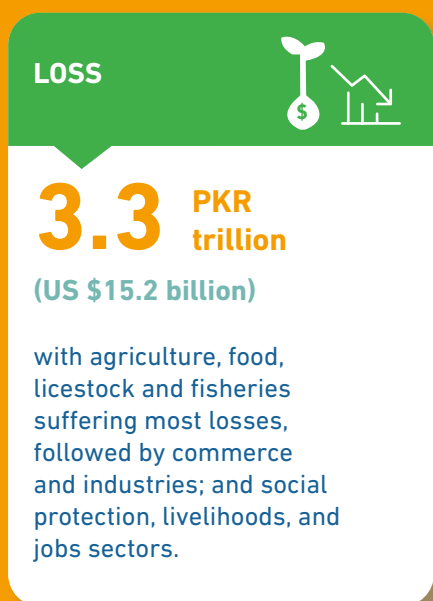 LOSS
$
3.3 PKR
trillion
(US $15.2 billion)
with agriculture, food,
licestock and fisheries
suffering most losses,
followed by commerce
and industries; and social
protection, livelihoods, and
jobs sectors.